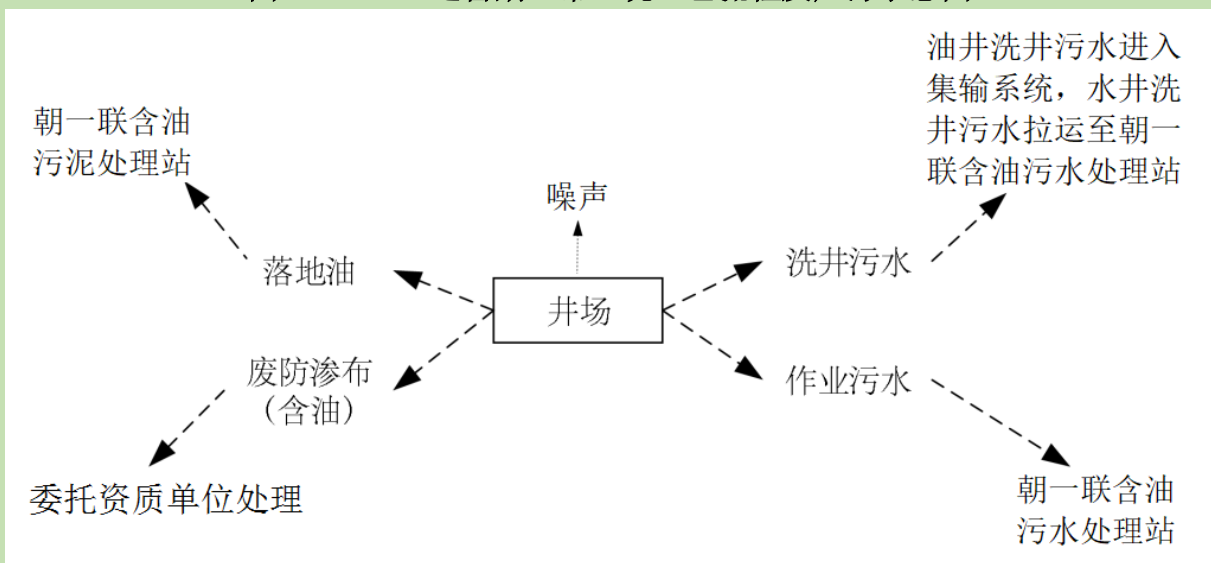 油井洗井污水进入
集输系统，水井洗
井污水拉运至朝一
联含油污水处理站
朝一联含油
污泥处理站
噪声
洗井污水
落地油
井场
废防渗布
（含油）
作业污水
委托资质单位处理
朝一联含油
污水处理站